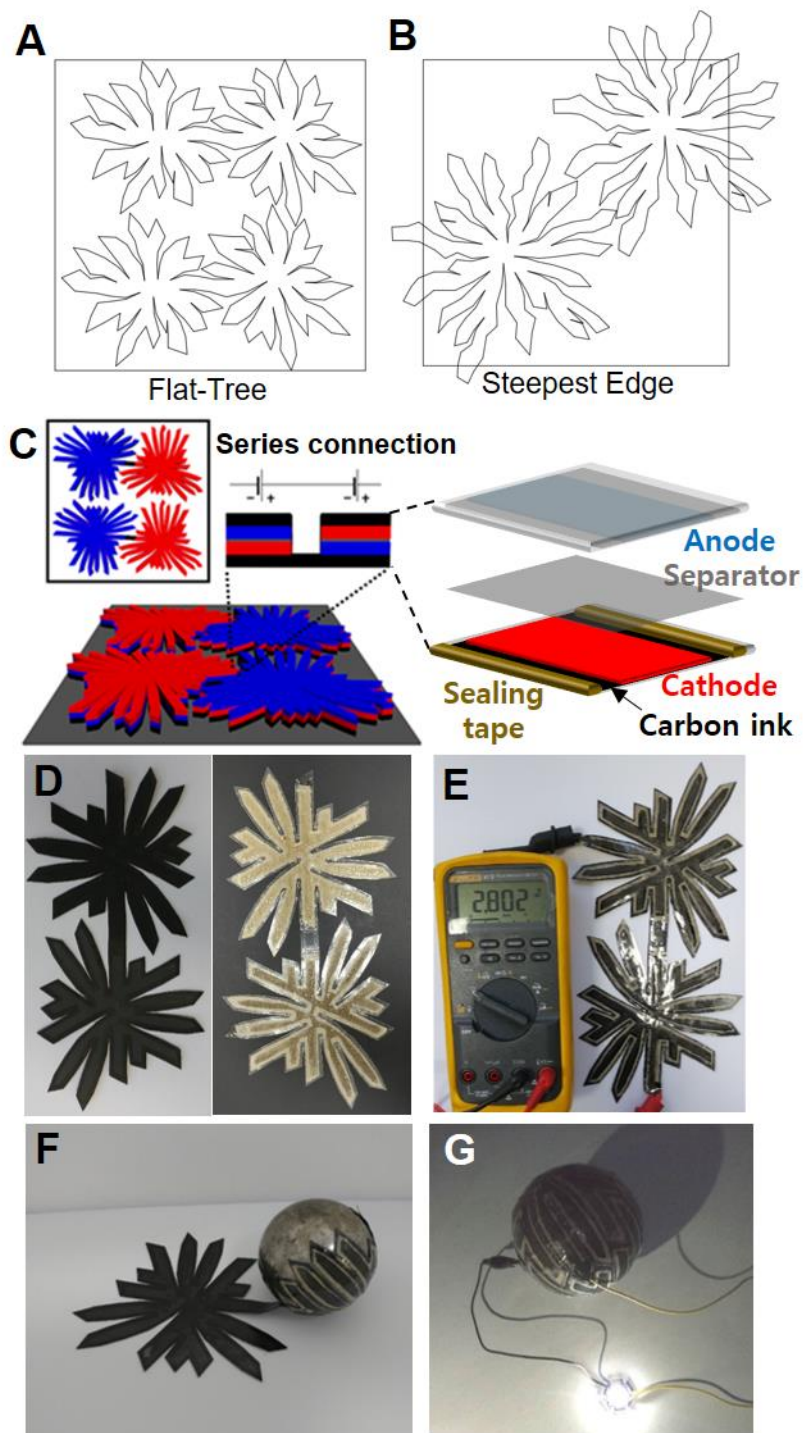 A
B
Flat-Tree
Steepest Edge
C
Series connection
- +
- +
Anode
Separator
Sealing
tape
Cathode
Carbon ink
D
E
2.802
F
G